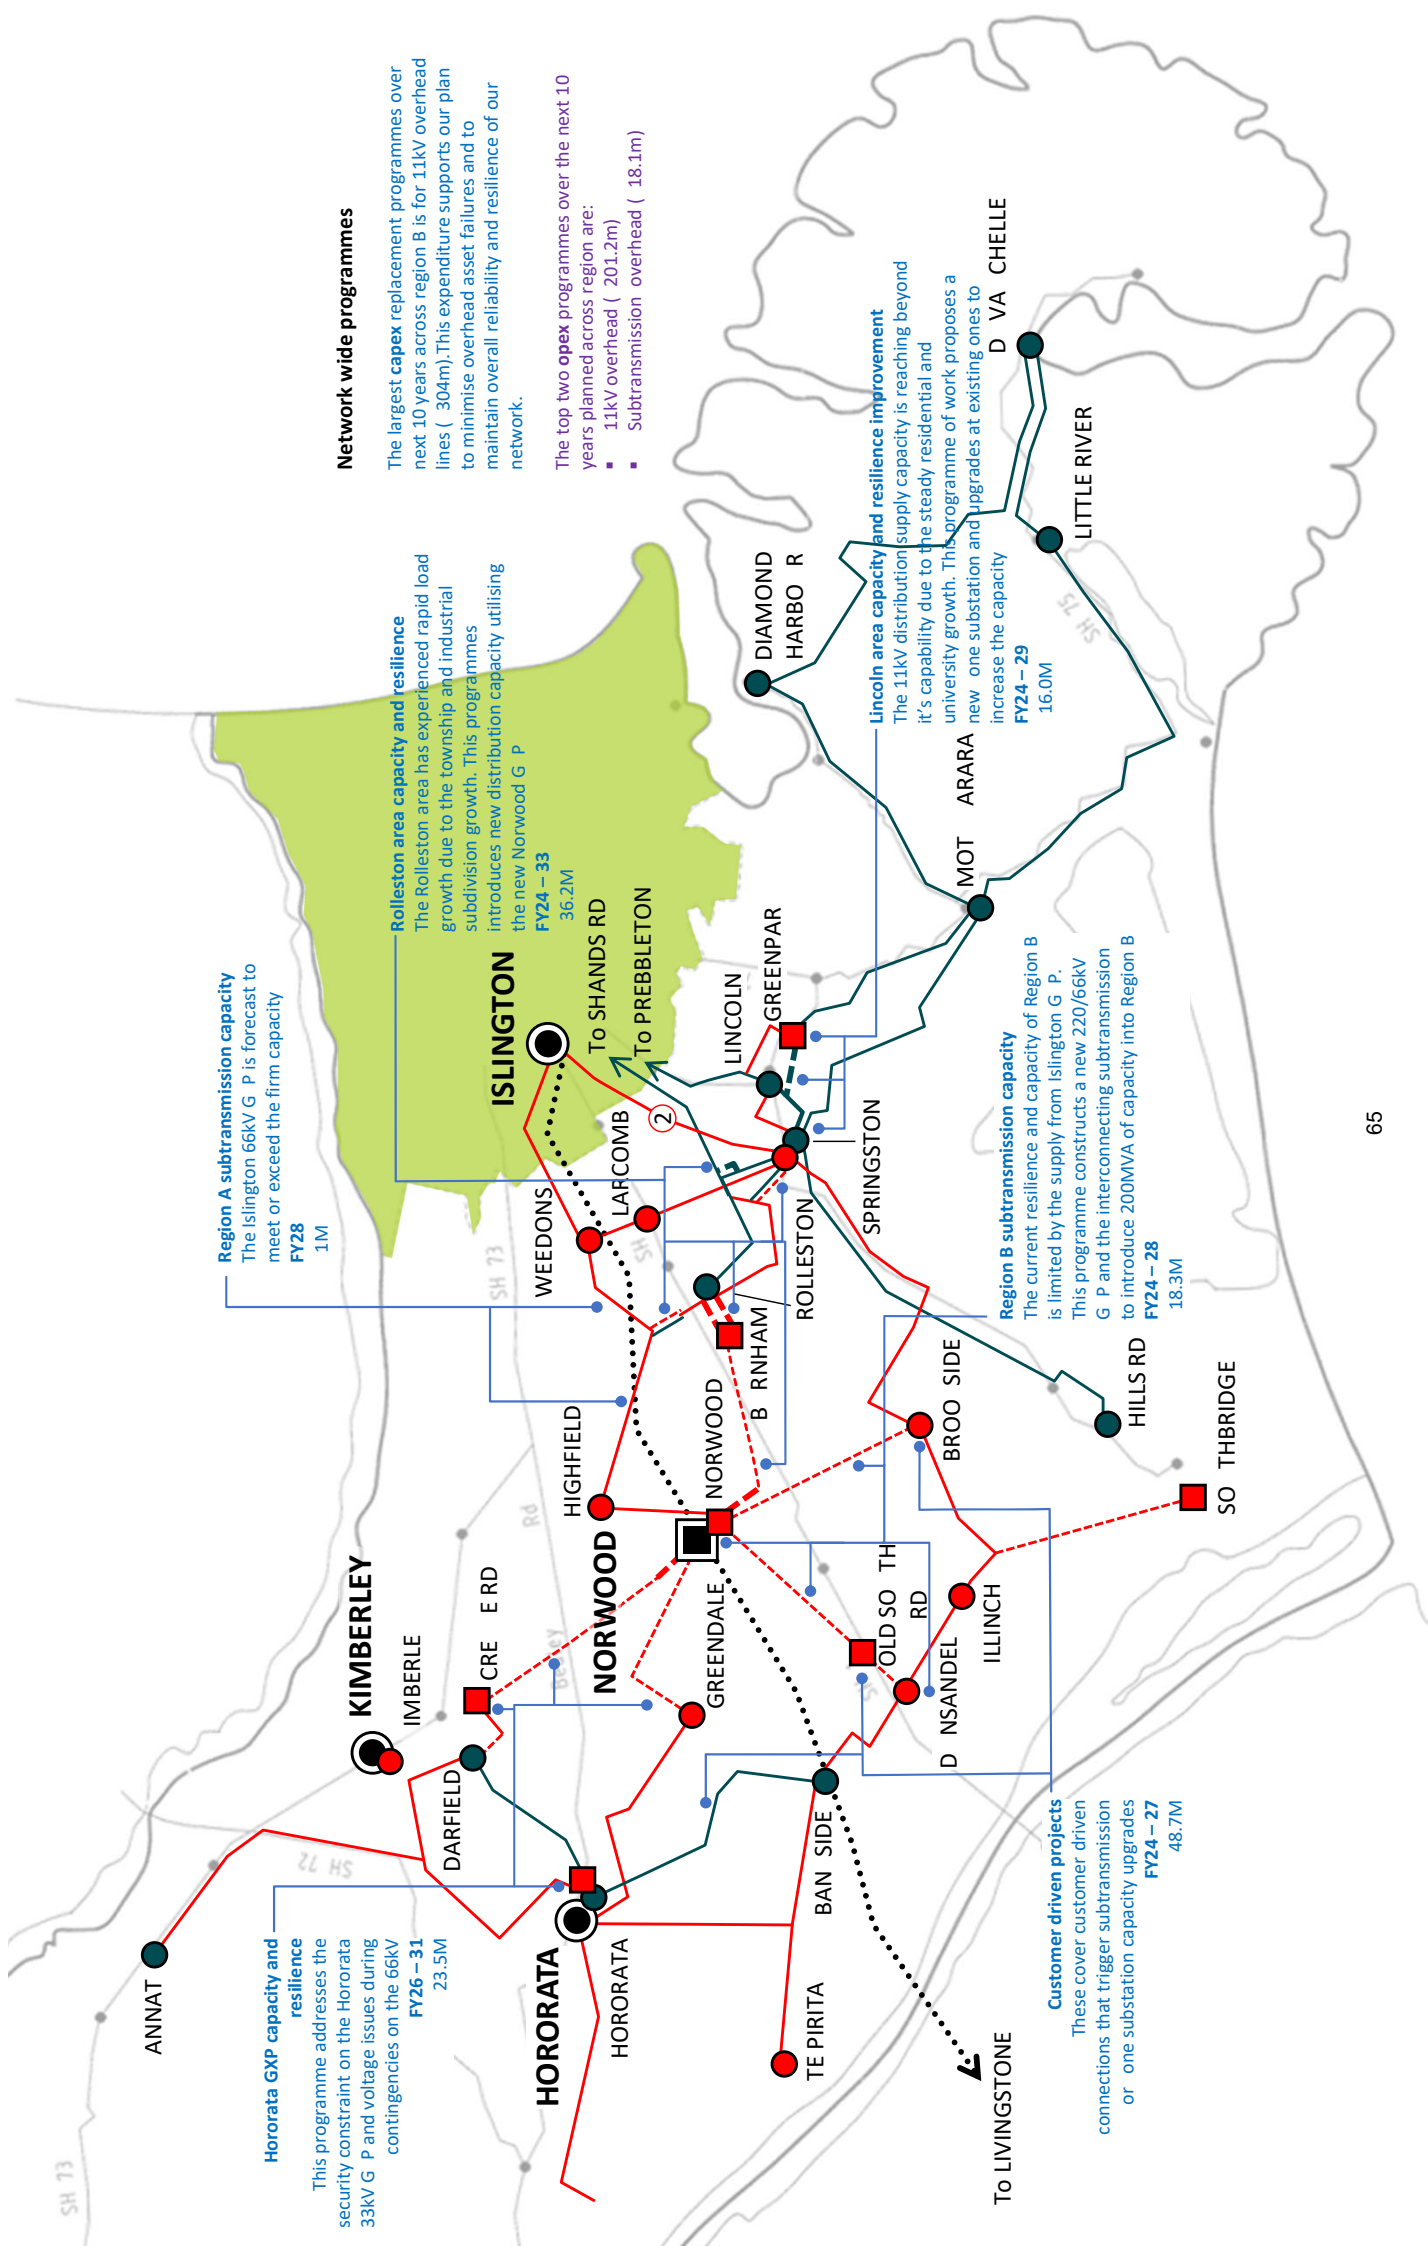 Network wide programmes
The largest capex replacement programmes over
next 10 years across region B is for 11kV overhead
lines ( 304m).This expenditure supports our plan
to minimise overhead asset failures and to
maintain overall reliability and resilience of our
network.
The top two opex programmes over the next 10
years planned across region are:
▪ 11kV overhead ( 201.2m)
▪ Subtransmission overhead ( 18.1m)
Rolleston area capacity and resilience
The Rolleston area has experienced rapid load
growth due to the township and industrial
subdivision growth. This programmes
introduces new distribution capacity utilising
the new Norwood G P
FY24 – 33
36.2M
Region A subtransmission capacity
The Islington 66kV G P is forecast to
meet or exceed the firm capacity
FY28
1M
Hororata GXP capacity and
resilience
This programme addresses the
security constraint on the Hororata
33kV G P and voltage issues during
contingencies on the 66kV
FY26 – 31
23.5M
Lincoln area capacity and resilience improvement
The 11kV distribution supply capacity is reaching beyond
it's capability due to the steady residential and
university growth. This programme of work proposes a
new one substation and upgrades at existing ones to
increase the capacity
FY24 – 29
16.0M
Region B subtransmission capacity
The current resilience and capacity of Region B
is limited by the supply from Islington G P.
This programme constructs a new 220/66kV
G P and the interconnecting subtransmission
to introduce 200MVA of capacity into Region B
FY24 – 28
18.3M
Customer driven projects
These cover customer driven
connections that trigger subtransmission
or one substation capacity upgrades
FY24 – 27
48.7M
ANNAT
KIMBERLEY
IMBERLE
CRE E RD
DARFIELD
HORORATA
HORORATA
TE PIRITA
BAN SIDE
To LIVINGSTONE
NORWOOD
GREENDALE
HIGHFIELD
NORWOOD
OLD SO TH
RD
D NSANDEL
ILLINCH
BROO SIDE
SO THBRIDGE
HILLS RD
B RNHAM
ROLLESTON
WEEDONS
LARCOMB
ISLINGTON
To SHANDS RD
To PREBBLETON
2
LINCOLN
GREENPAR
SPRINGSTON
MOT ARARA
DIAMOND
HARBO R
LITTLE RIVER
D VA CHELLE
SH 73
SH 73
SH 72
SH 75
SH
SH
Rd
65